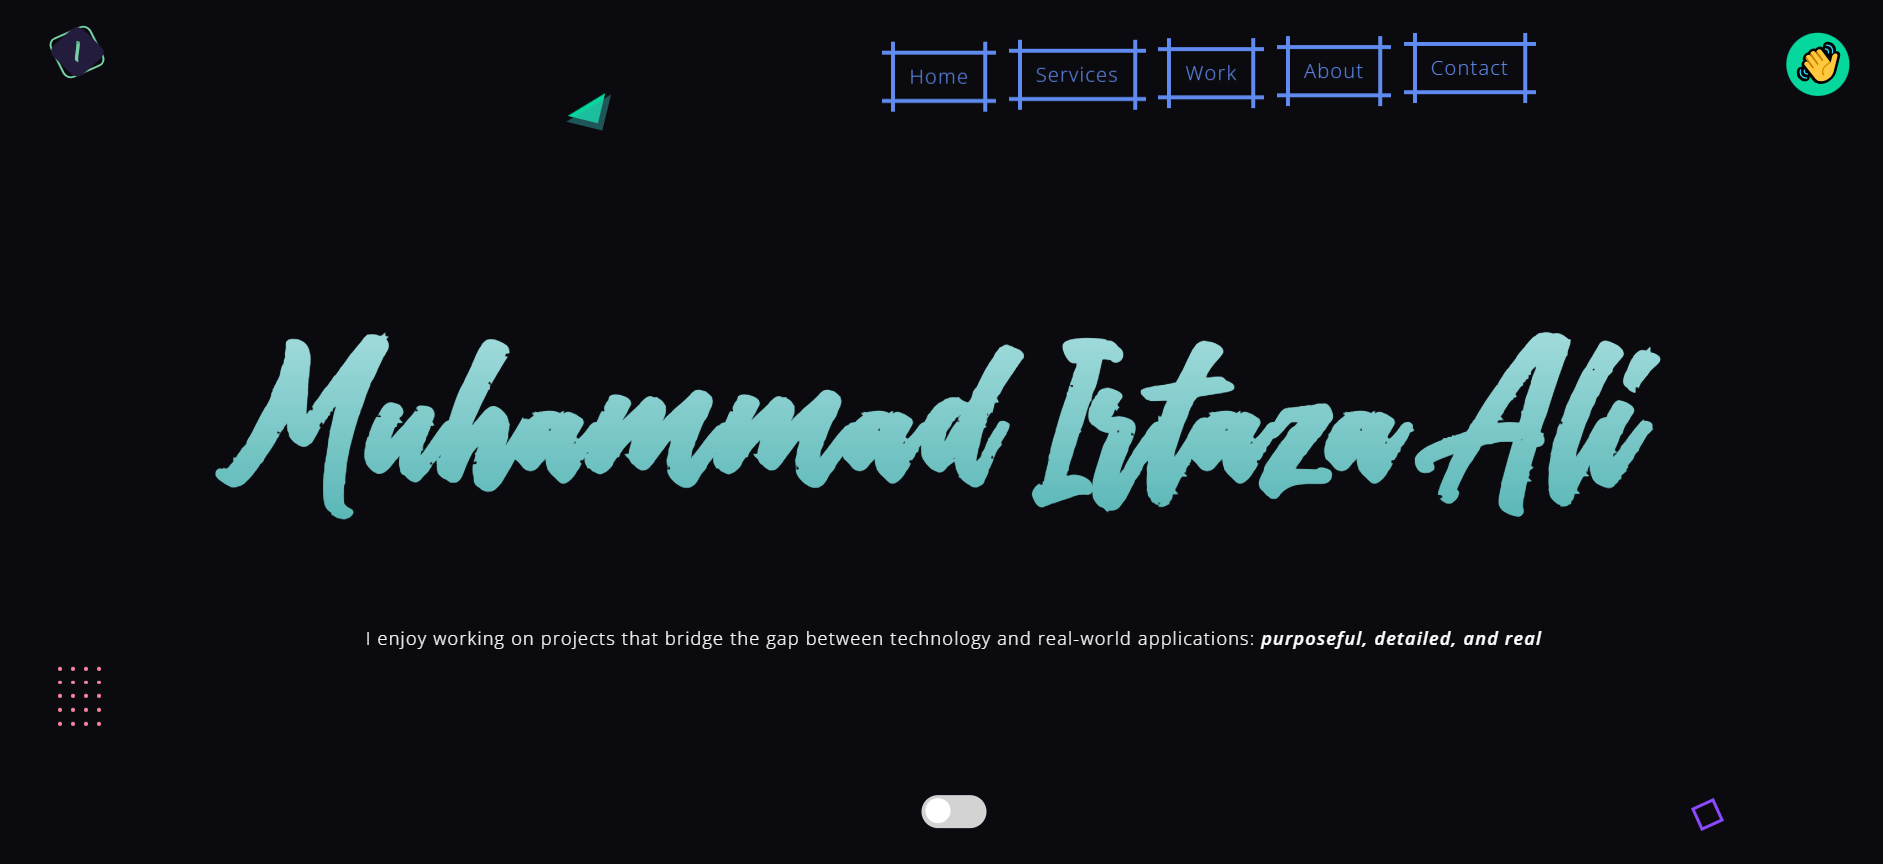 I
Home Services Work About Contact
Muhammad Irtaza Ali
I enjoy working on projects that bridge the gap between technology and real-world applications: purposeful, detailed, and real